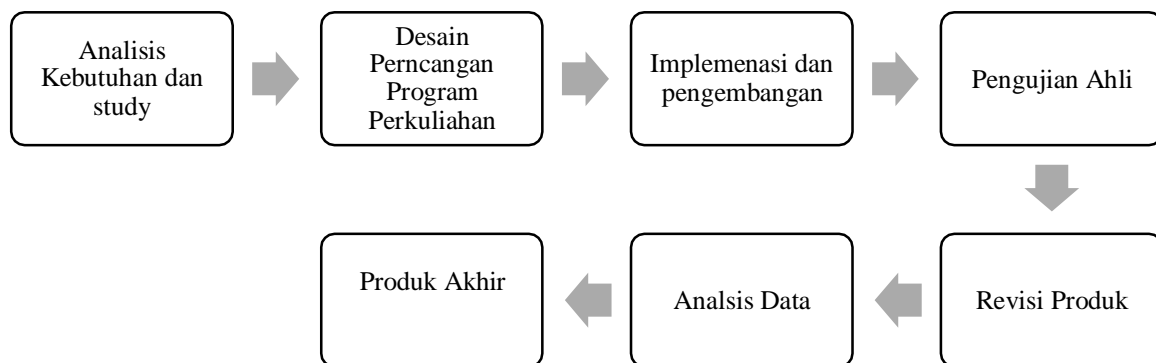 Analisis
Kebutuhan dan
study
Desain
Perncangan
Program
Perkuliahan
Implemenasi dan
pengembangan
Pengujian Ahli
Revisi Produk
Analsis Data
Produk Akhir